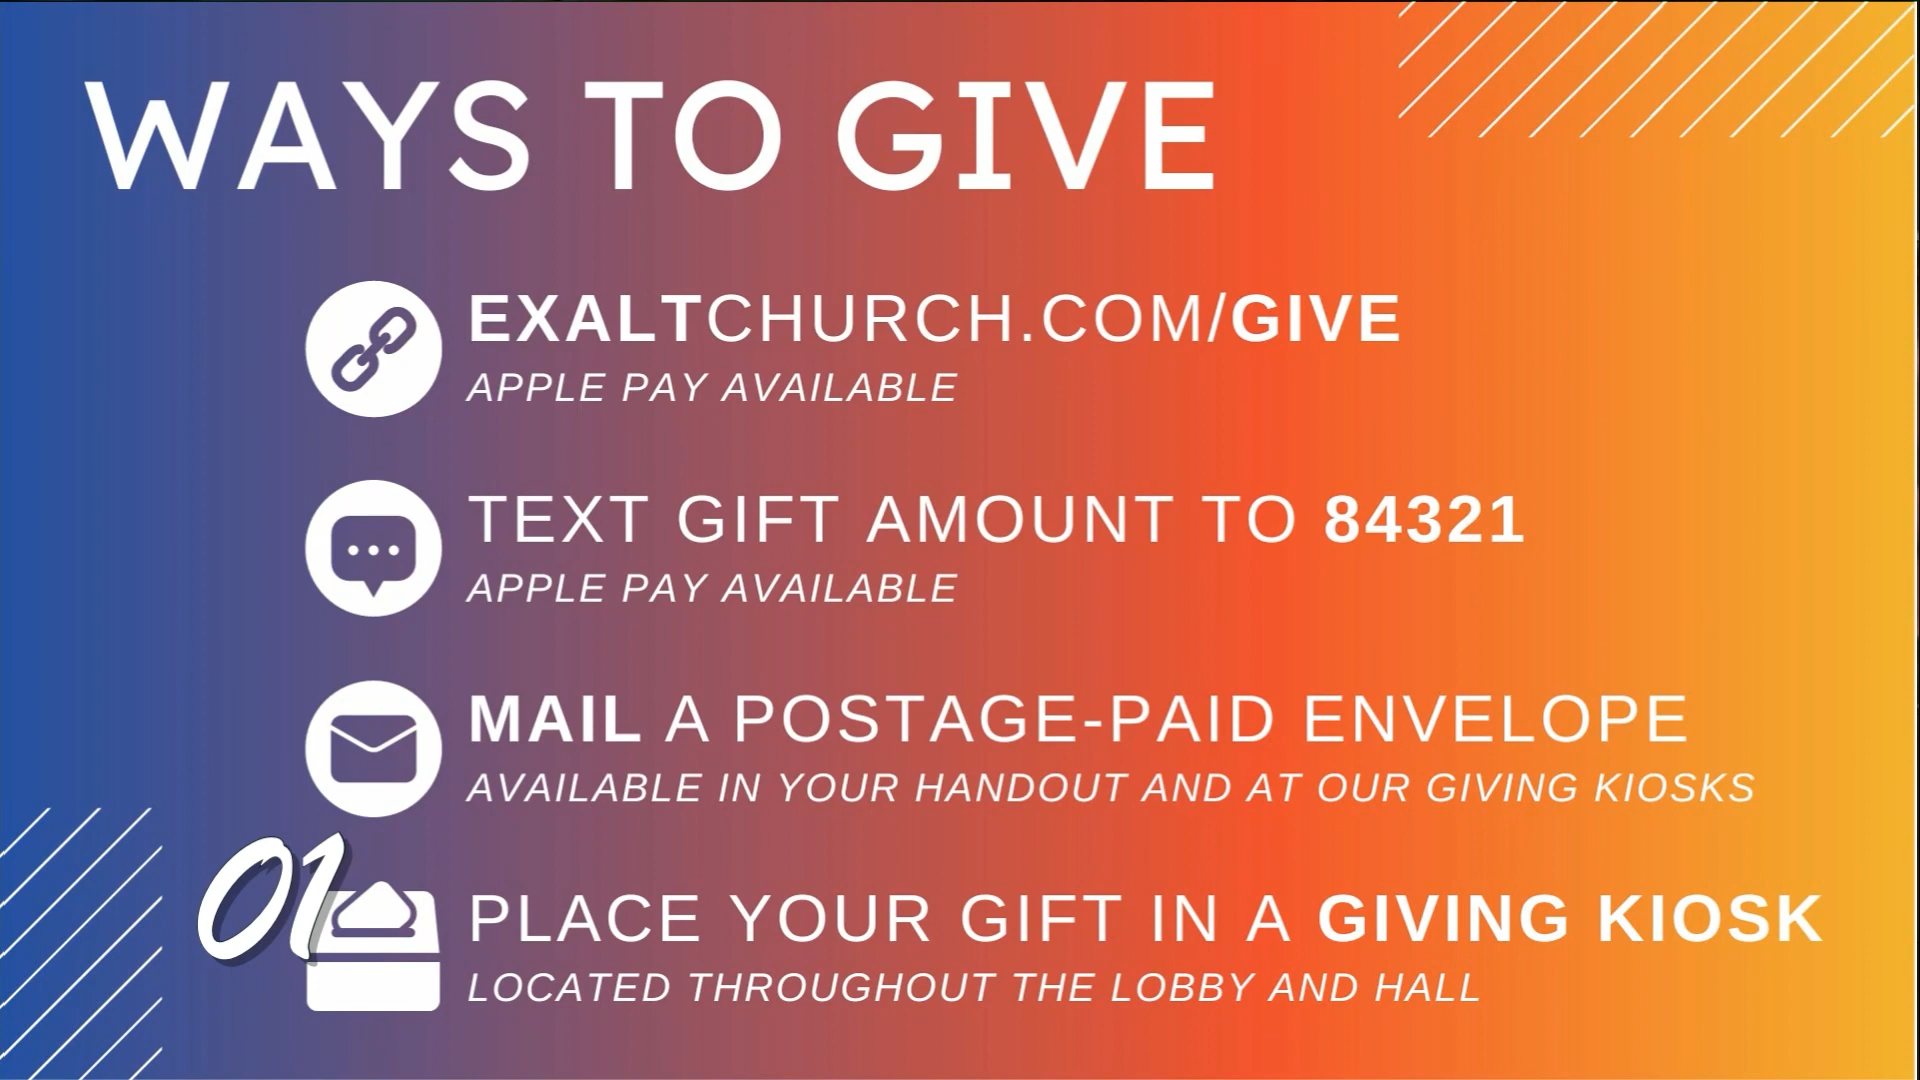 WAYS TO GIVE
EXALTCHURCH.COM/GIVE
APPLE PAY AVAILABLE
TEXT GIFT AMOUNT TO 84321
APPLE PAY AVAILABLE
MAIL A POSTAGE-PAID ENVELOPE
AVAILABLE IN YOUR HANDOUT AND AT OUR GIVING KIOSKS
01
PLACE YOUR GIFT IN A GIVING KIOSK
LOCATED THROUGHOUT THE LOBBY AND HALL